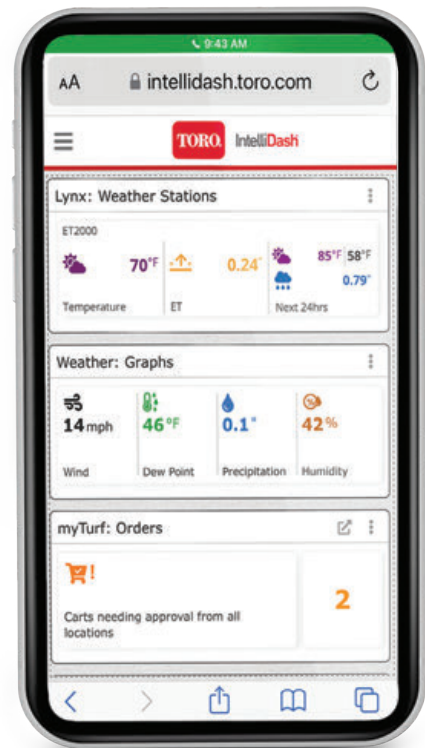 9:43 AM
AA intellidash.toro.com
TORO. IntelliDash
Lynx: Weather Stations
ET2000
70°F 0.24" 85°F 58°F
0.79"
Temperature ET Next 24hrs
Weather: Graphs
14 mph 46 °F 0.1" 42%
Wind Dew Point Precipitation Humidity
myTurf: Orders
!
2
Carts needing approval from all
locations